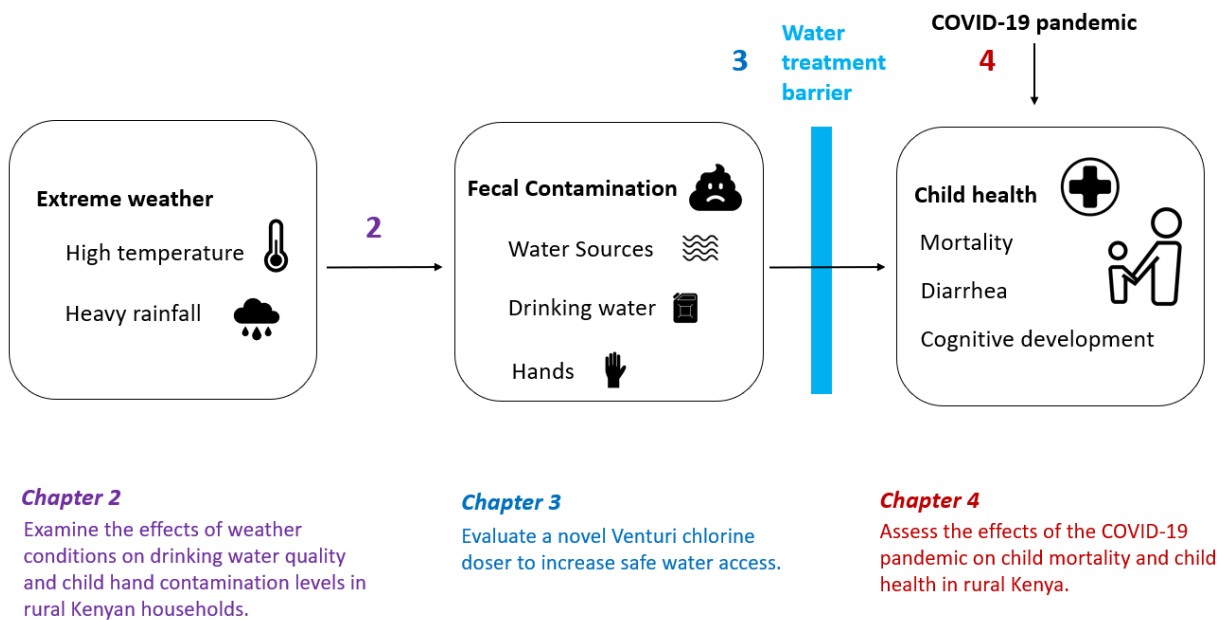 3
Water
treatment
barrier
COVID-19 pandemic
4
Extreme weather
High temperature
Heavy rainfall
2
Fecal Contamination
Water Sources
Drinking water
Hands
Child health
Mortality
Diarrhea
Cognitive development
Chapter 2
Examine the effects of weather
conditions on drinking water quality
and child hand contamination levels in
rural Kenyan households.
Chapter 3
Evaluate a novel Venturi chlorine
doser to increase safe water access.
Chapter 4
Assess the effects of the COVID-19
pandemic on child mortality and child
health in rural Kenya.